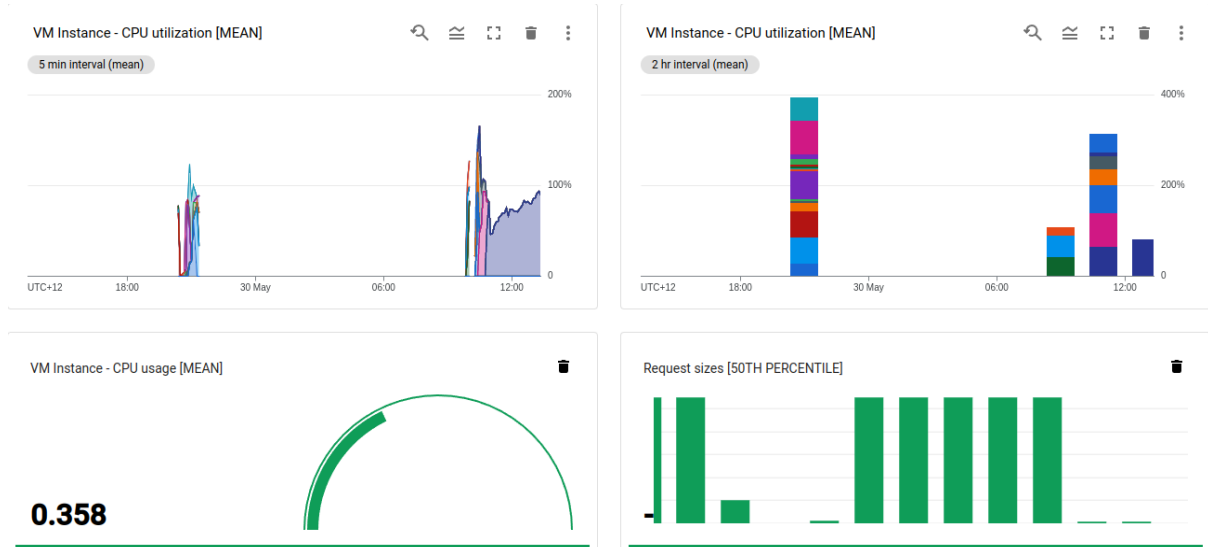 VM Instance - CPU utilization [MEAN]
5 min interval (mean)
200%
100%
0
UTC+12 18:00 30 May 06:00 12:00
VM Instance - CPU utilization [MEAN]
2 hr interval (mean)
400%
200%
0
UTC+12 18:00 30 May 06:00 12:00
VM Instance - CPU usage [MEAN]
0.358
Request sizes [50TH PERCENTILE]